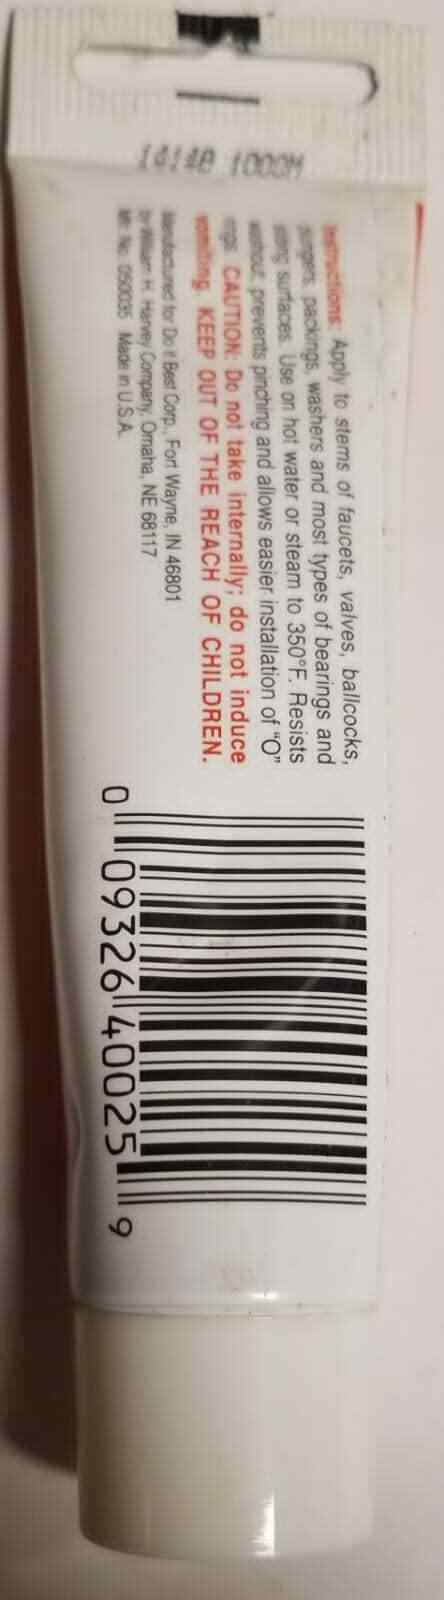 1414B 1000M
Instructions: Apply to stems of faucets, valves, ballcocks,
plungers, packings, washers and most types of bearings and
sliding surfaces. Use on hot water or steam to 350°F. Resists
washout, prevents pinching and allows easier installation of "O"
rings. CAUTION: Do not take internally; do not induce
vomiting. KEEP OUT OF THE REACH OF CHILDREN.
Manufactured for Do it Best Corp., Fort Wayne, IN 46801
by William H. Harvey Company, Omaha, NE 68117
Mfr. No. 050035 Made in U.S.A.
0 09326 40025 9